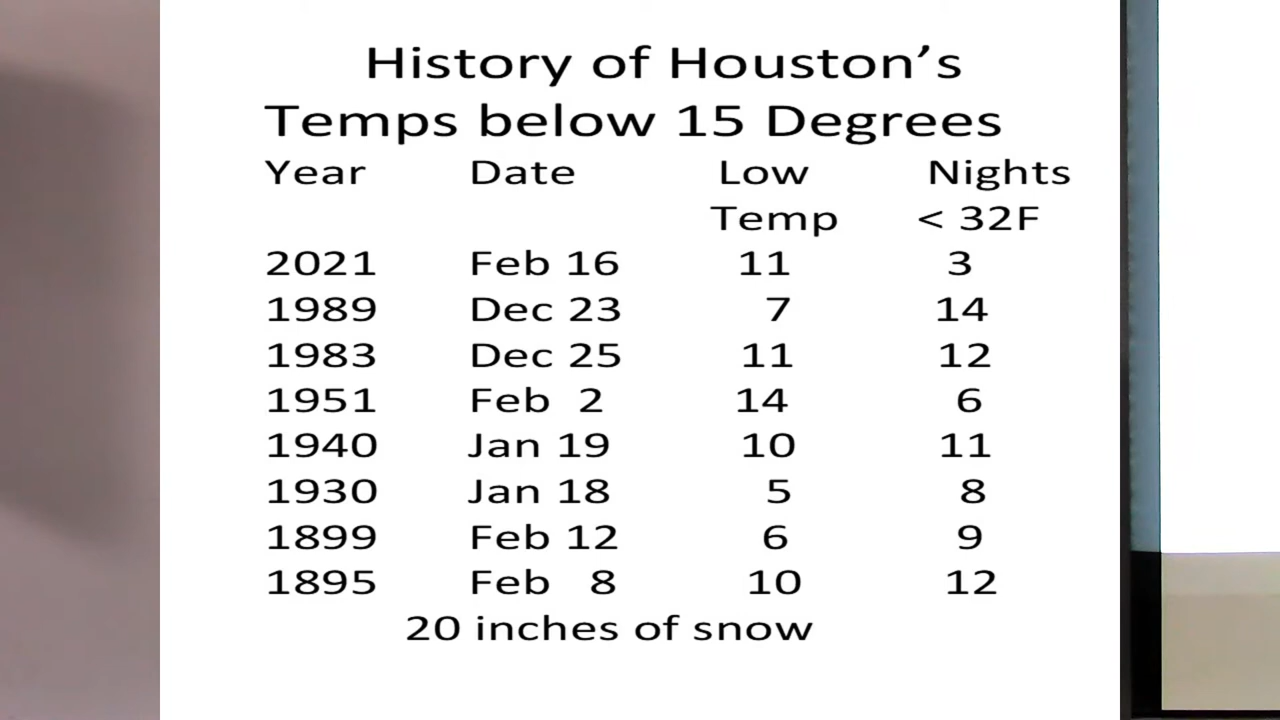 History of Houston's
Temps below 15 Degrees
Year Date Low Nights
Temp < 32F
2021 Feb 16 11 3
1989 Dec 23 7 14
1983 Dec 25 11 12
1951 Feb 2 14 6
1940 Jan 19 10 11
1930 Jan 18 5 8
1899 Feb 12 6 9
1895 Feb 8 10 12
20 inches of snow